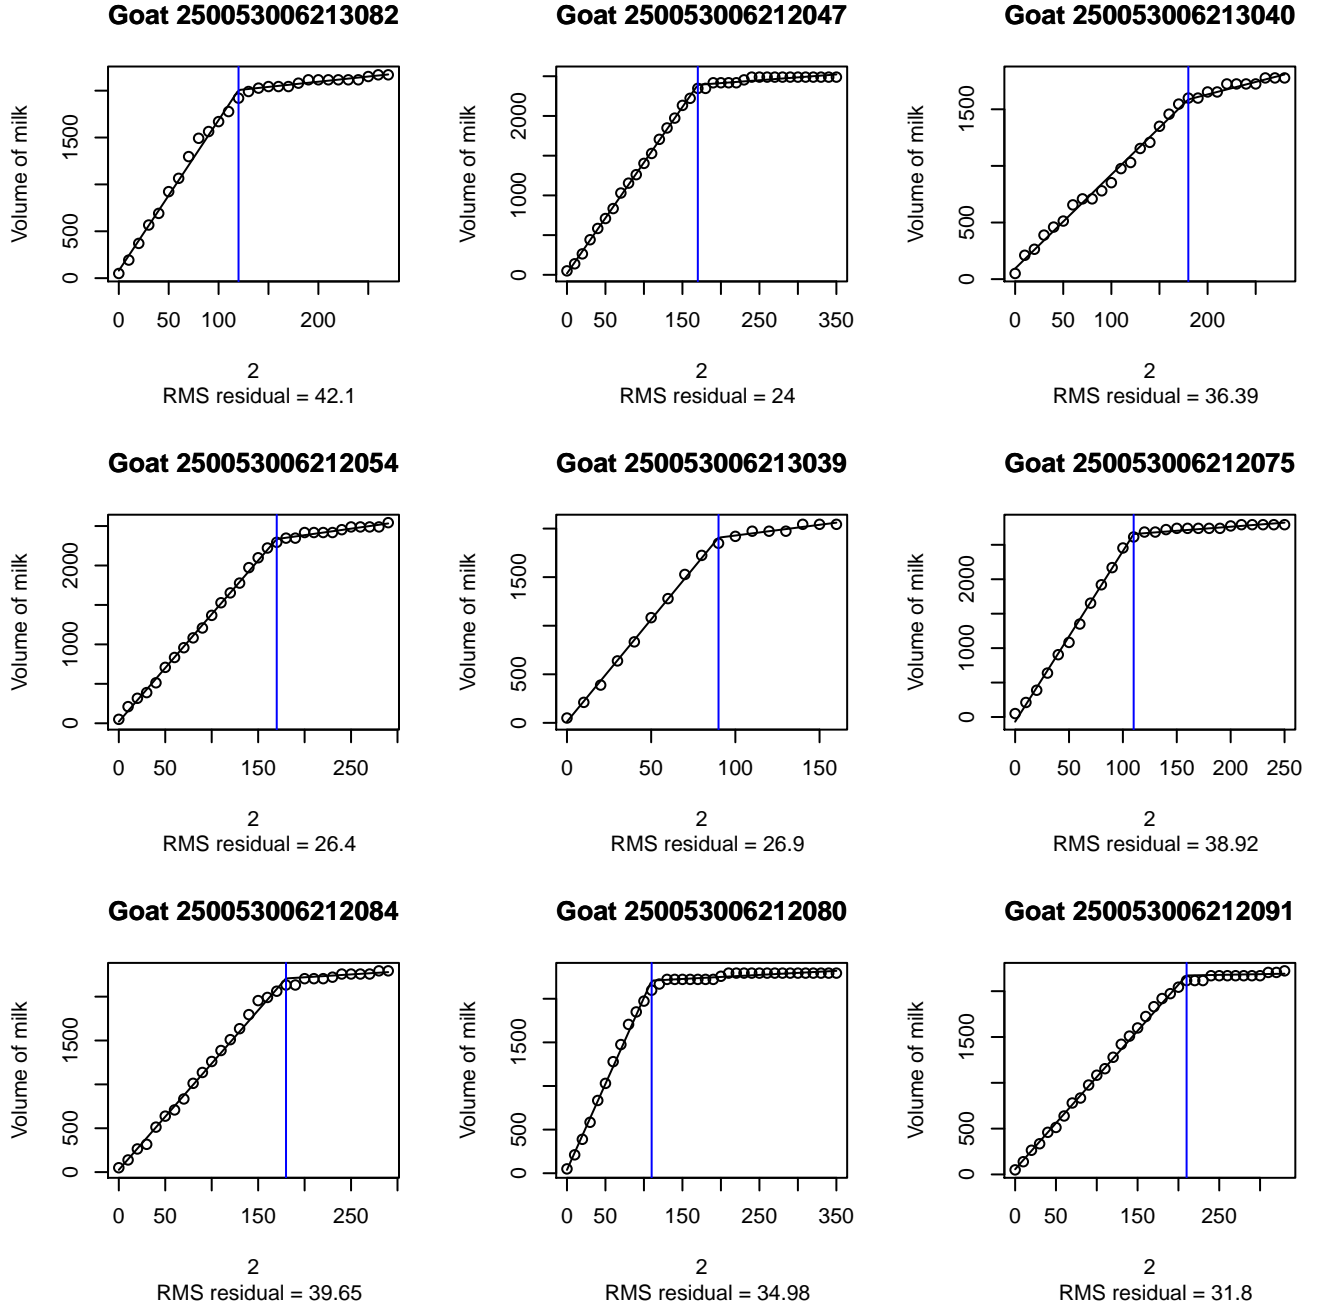 Goat 250053006213082
Volume of milk
0 500 1500
0 50 100 200
2
RMS residual = 42.1
Goat 250053006212047
Volume of milk
0 1000 2000
0 50 150 250 350
2
RMS residual = 24
Goat 250053006213040
Volume of milk
0 500 1500
0 50 100 200
2
RMS residual = 36.39
Goat 250053006212054
Volume of milk
0 1000 2000
0 50 150 250
2
RMS residual = 26.4
Goat 250053006213039
Volume of milk
0 500 1500
0 50 100 150
2
RMS residual = 26.9
Goat 250053006212075
Volume of milk
0 1000 2000
0 50 100 150 200 250
2
RMS residual = 38.92
Goat 250053006212084
Volume of milk
0 500 1500
0 50 150 250
2
RMS residual = 39.65
Goat 250053006212080
Volume of milk
0 500 1500
0 50 150 250 350
2
RMS residual = 34.98
Goat 250053006212091
Volume of milk
0 500 1500
0 50 150 250
2
RMS residual = 31.8